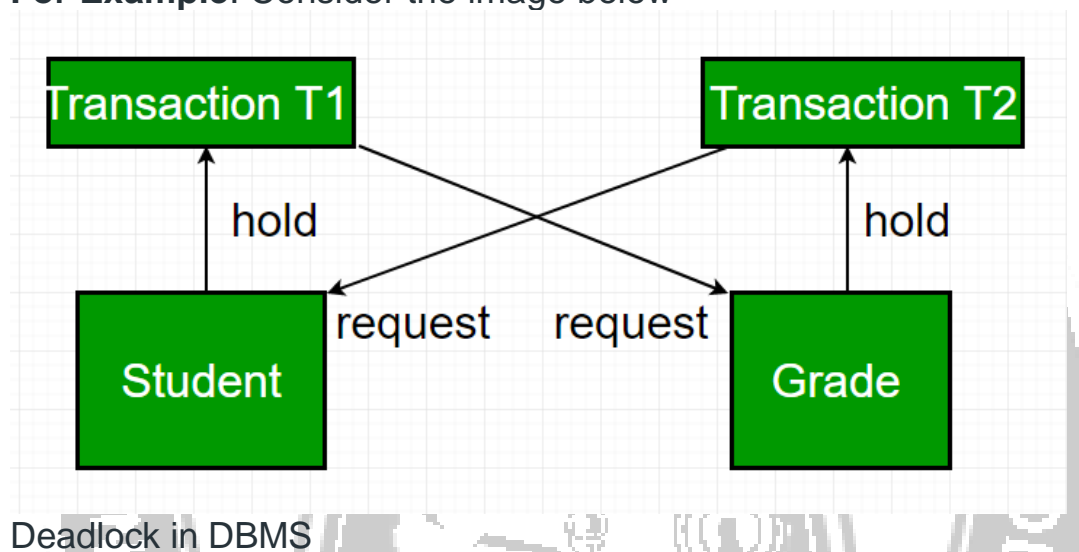 For Example: Consider the image below
Transaction T1
Transaction T2
hold
hold
request
request
Student
Grade
Deadlock in DBMS